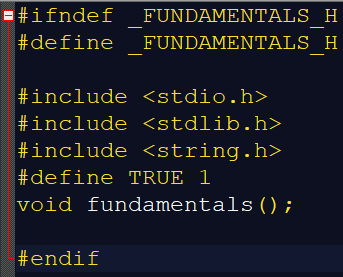 #ifndef _FUNDAMENTALS_H
#define _FUNDAMENTALS_H
#include <stdio.h>
#include <stdlib.h>
#include <string.h>
#define TRUE 1
void fundamentals();
#endif